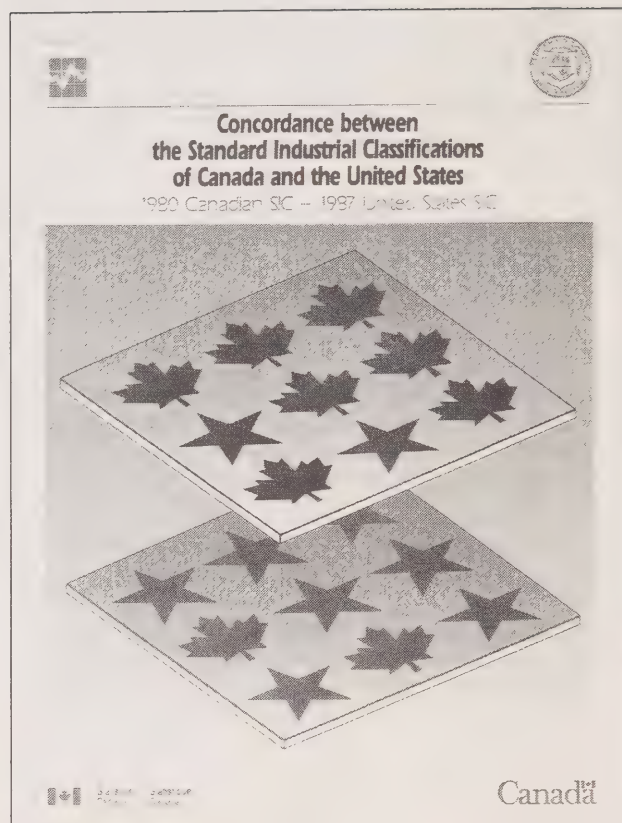 Concordance between
the Standard Industrial Classifications
of Canada and the United States
1980 Canadian SIC – 1987 United States SIC
Canada